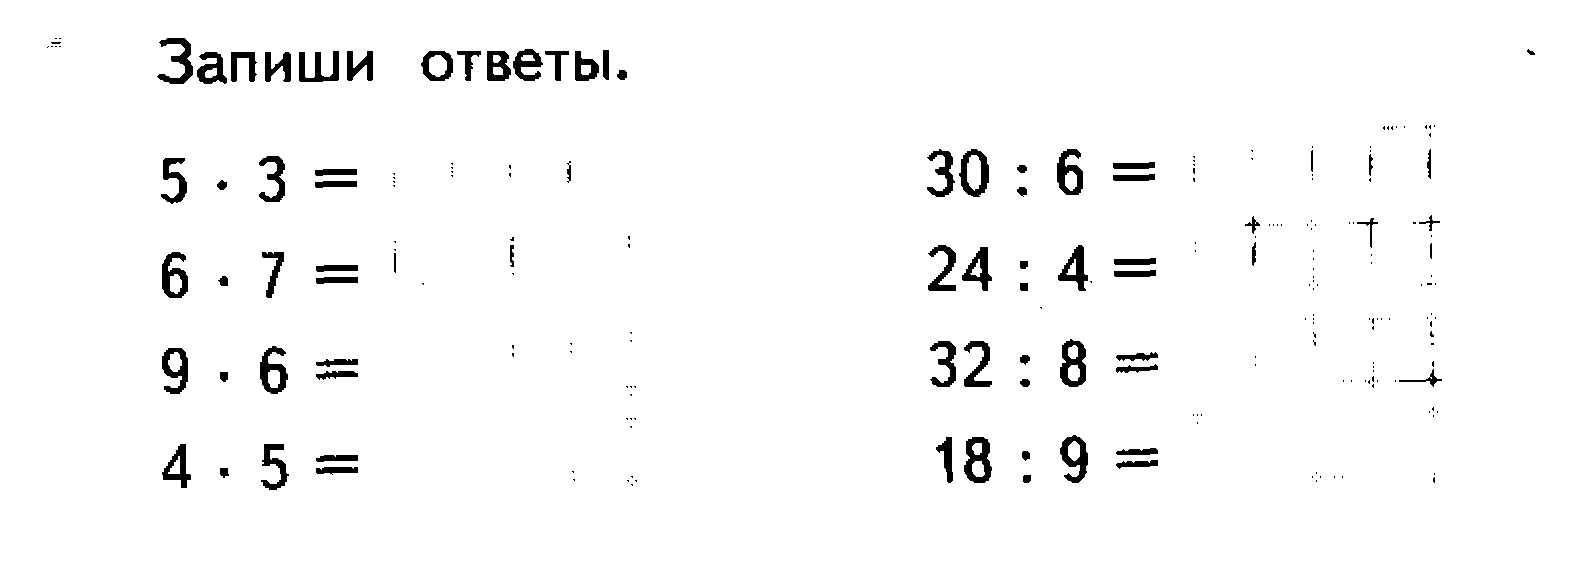 Запиши ответы.
5 · 3 =
6 · 7 =
9 · 6 =
4 · 5 =
30 : 6 =
24 : 4 =
32 : 8 =
18 : 9 =